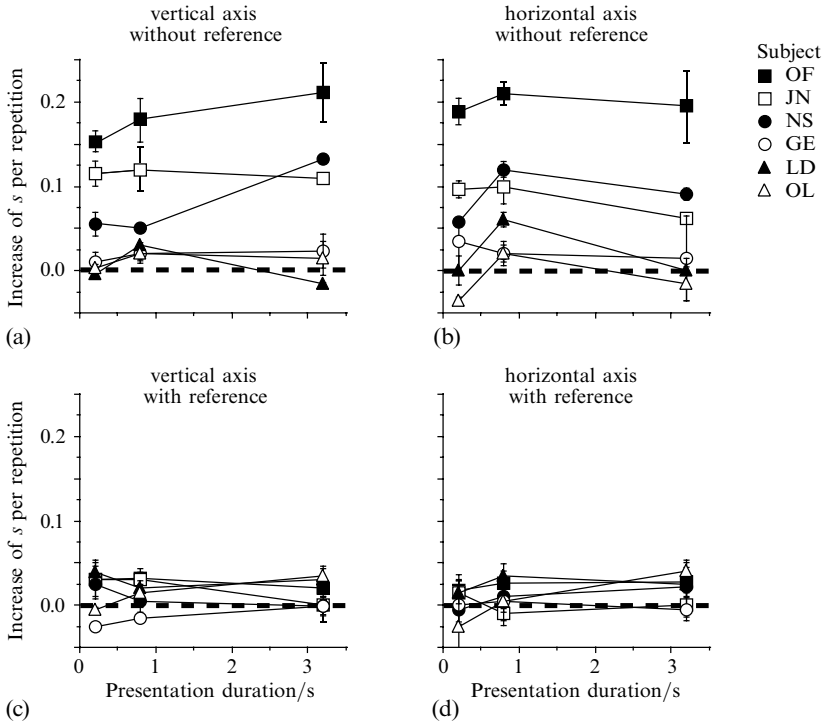 vertical axis
without reference
horizontal axis
without reference
Subject
OF
JN
NS
GE
LD
OL
Increase of s per repetition
0.2
0.1
0.0
(a)
(b)
vertical axis
with reference
horizontal axis
with reference
Increase of s per repetition
0.2
0.1
0.0
0 1 2 3
0 1 2 3
Presentation duration/s
Presentation duration/s
(c)
(d)